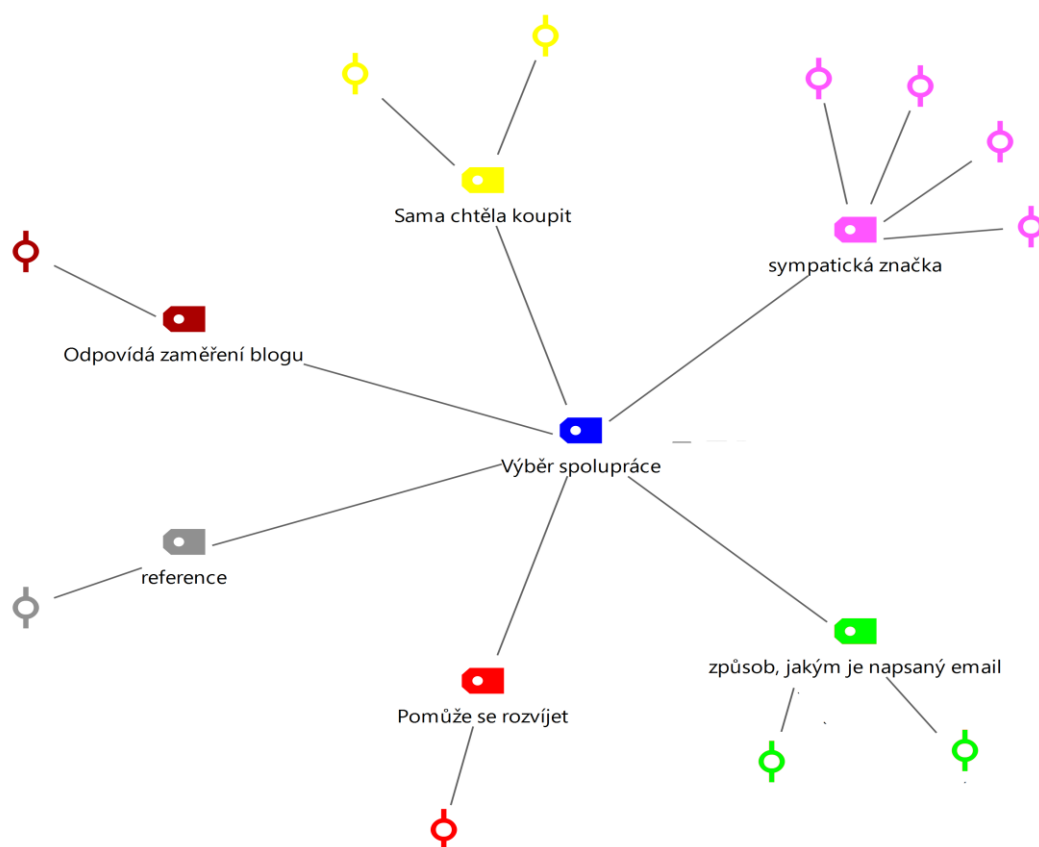 Sama chtěla koupit
sympatická značka
Odpovídá zaměření blogu
Výběr spolupráce
reference
způsob, jakým je napsaný email
Pomůže se rozvíjet